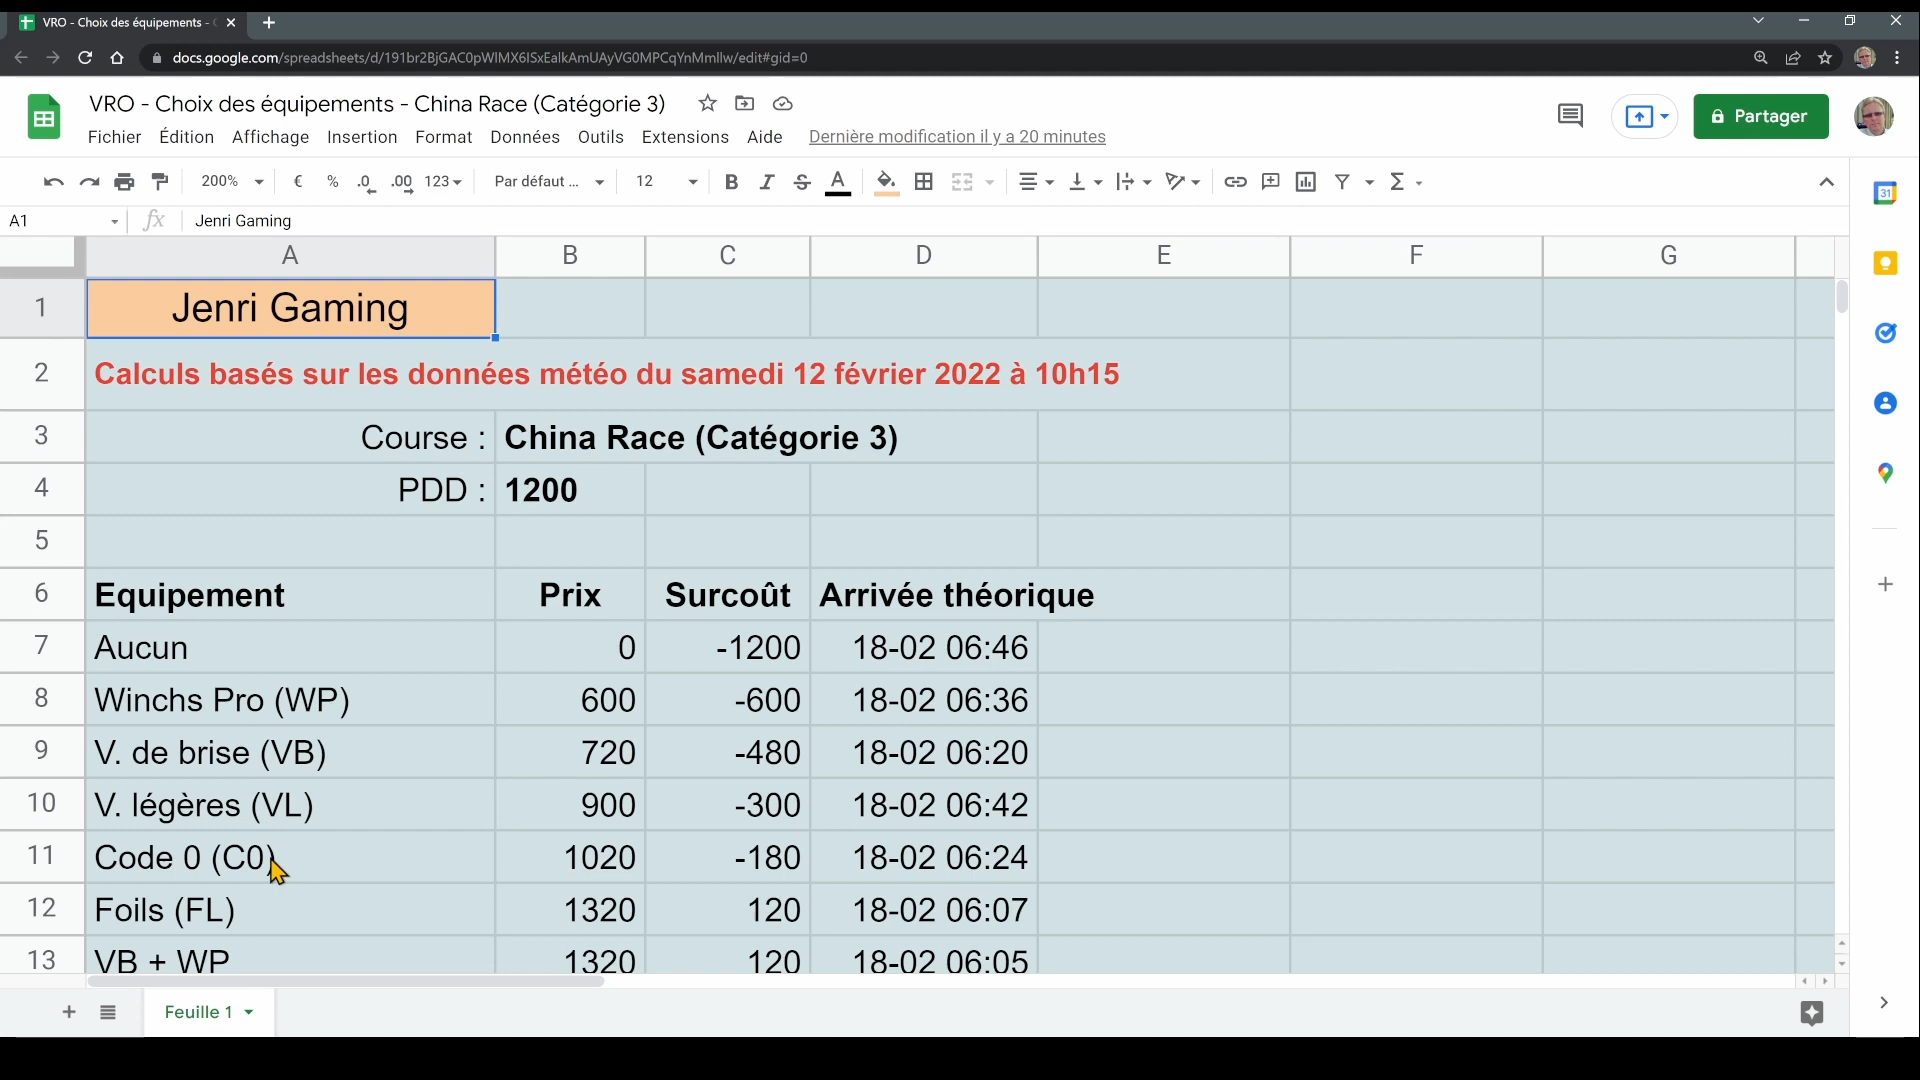 VRO - Choix des équipements -
docs.google.com/spreadsheets/d/191br2BjGAC0pWlMX6ISxEalkAmUAyVG0MPCqYnMmllw/edit#gid=0
VRO - Choix des équipements - China Race (Catégorie 3)
Fichier Édition Affichage Insertion Format Données Outils Extensions Aide Dernière modification il y a 20 minutes
Partager
200% € % .0 .00 123 Par défaut ... 12 B I S A Σ
31
A1 fx Jenri Gaming
A B C D E F G
1 Jenri Gaming
2 Calculs basés sur les données météo du samedi 12 février 2022 à 10h15
3 Course : China Race (Catégorie 3)
4 PDD : 1200
5
6 Equipement Prix Surcoût Arrivée théorique
7 Aucun 0 -1200 18-02 06:46
8 Winchs Pro (WP) 600 -600 18-02 06:36
9 V. de brise (VB) 720 -480 18-02 06:20
10 V. légères (VL) 900 -300 18-02 06:42
11 Code 0 (C0) 1020 -180 18-02 06:24
12 Foils (FL) 1320 120 18-02 06:07
13 VB + WP 1320 120 18-02 06:05
Feuille 1